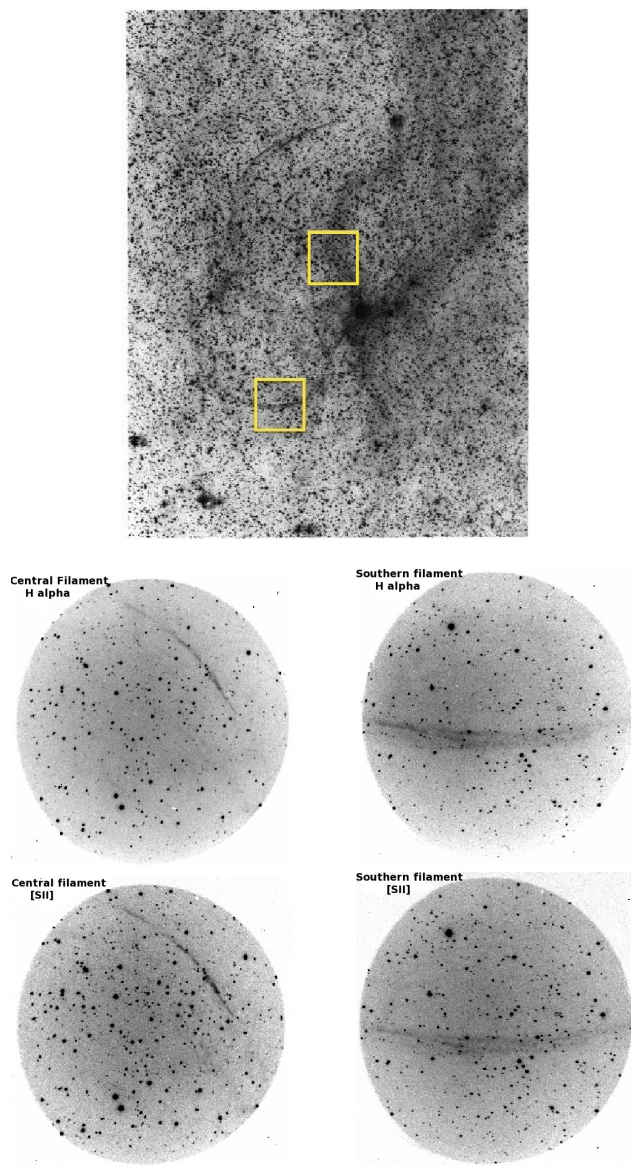 Central Filament
H alpha
Southern filament
H alpha
Central filament
[SII]
Southern filament
[SII]